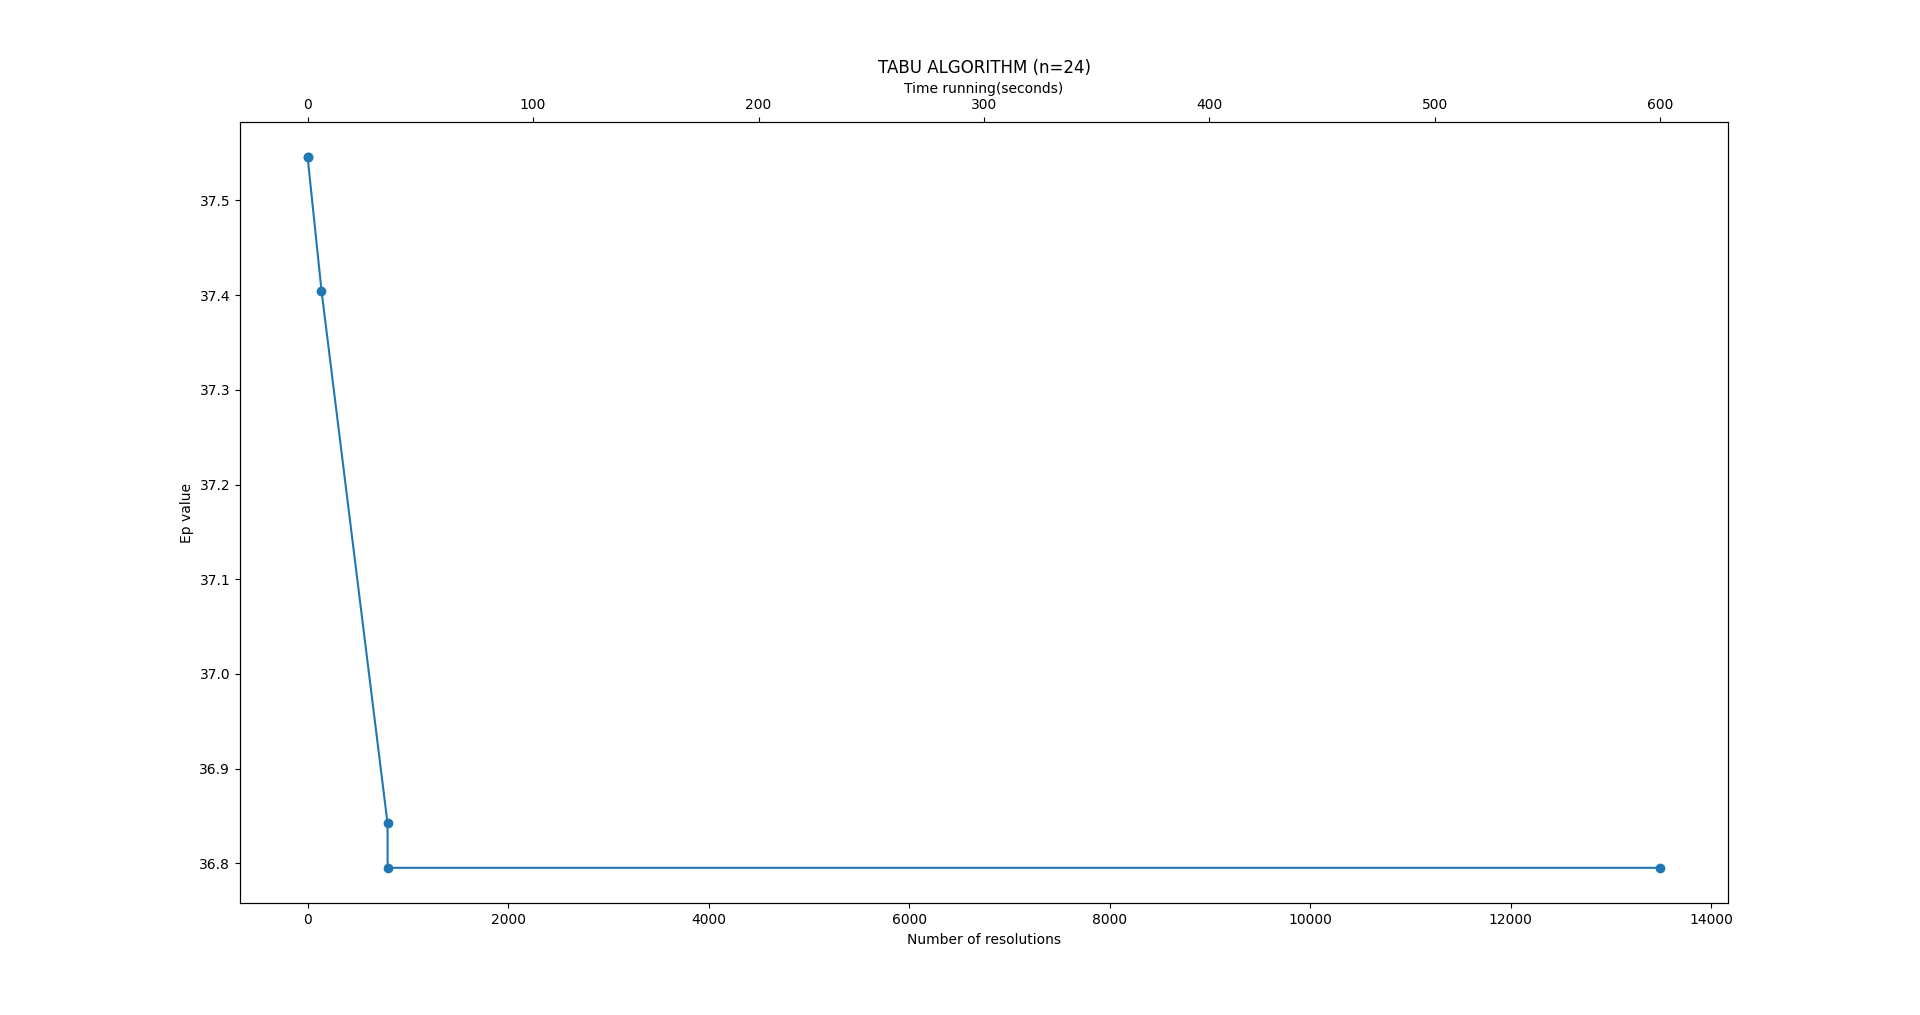 TABU ALGORITHM (n=24)
Time running(seconds)
0 100 200 300 400 500 600
37.5
37.4
37.3
37.2
37.1
37.0
36.9
36.8
Ep value
0 2000 4000 6000 8000 10000 12000 14000
Number of resolutions